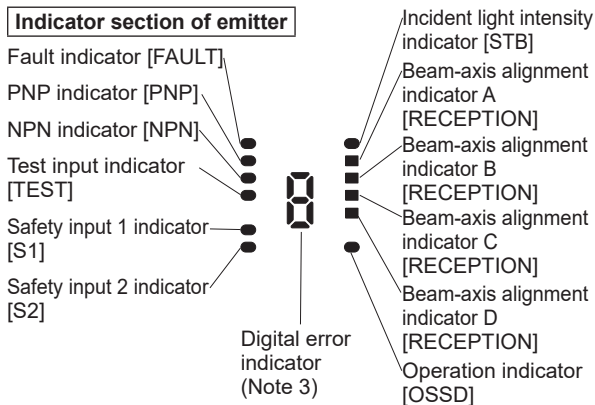 Indicator section of emitter
Fault indicator [FAULT]
PNP indicator [PNP]
NPN indicator [NPN]
Test input indicator
[TEST]
Safety input 1 indicator
[S1]
Safety input 2 indicator
[S2]
Digital error
indicator
(Note 3)
Incident light intensity
indicator [STB]
Beam-axis alignment
indicator A
[RECEPTION]
Beam-axis alignment
indicator B
[RECEPTION]
Beam-axis alignment
indicator C
[RECEPTION]
Beam-axis alignment
indicator D
[RECEPTION]
Operation indicator
[OSSD]